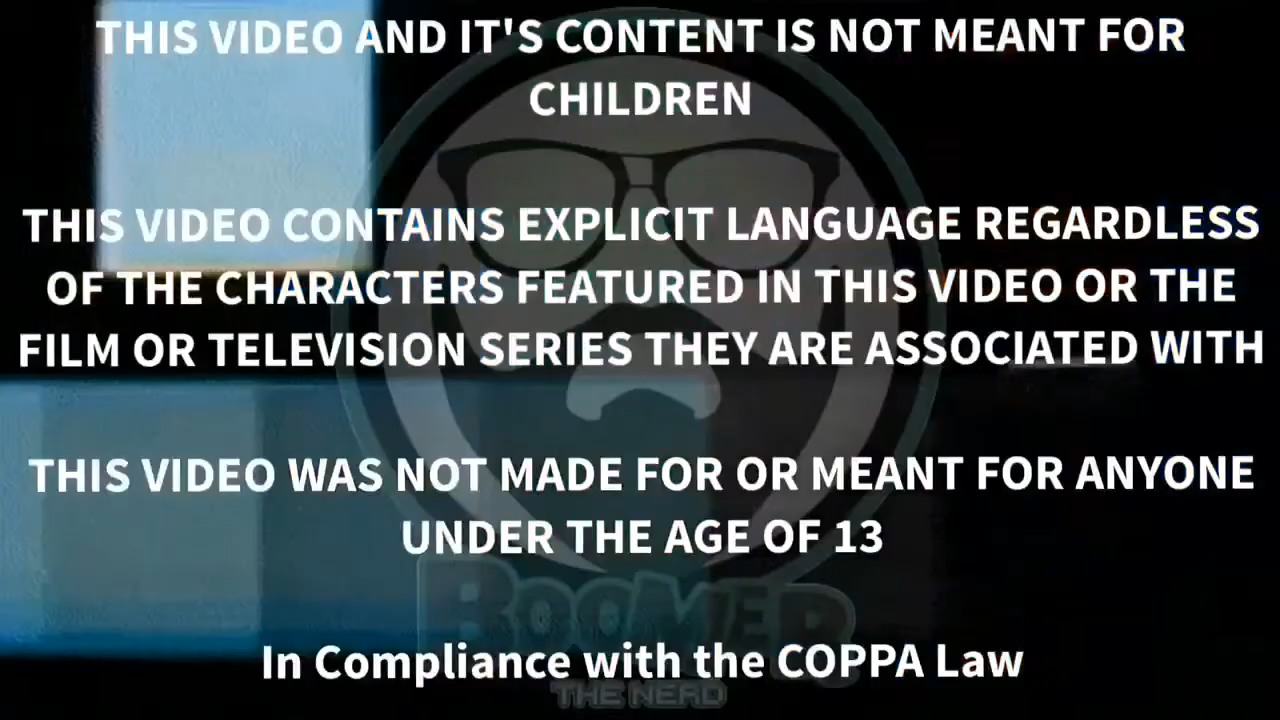 THIS VIDEO AND IT'S CONTENT IS NOT MEANT FOR
CHILDREN
THIS VIDEO CONTAINS EXPLICIT LANGUAGE REGARDLESS
OF THE CHARACTERS FEATURED IN THIS VIDEO OR THE
FILM OR TELEVISION SERIES THEY ARE ASSOCIATED WITH
THIS VIDEO WAS NOT MADE FOR OR MEANT FOR ANYONE
UNDER THE AGE OF 13
BOOMER
In Compliance with the COPPA Law
THE NERD